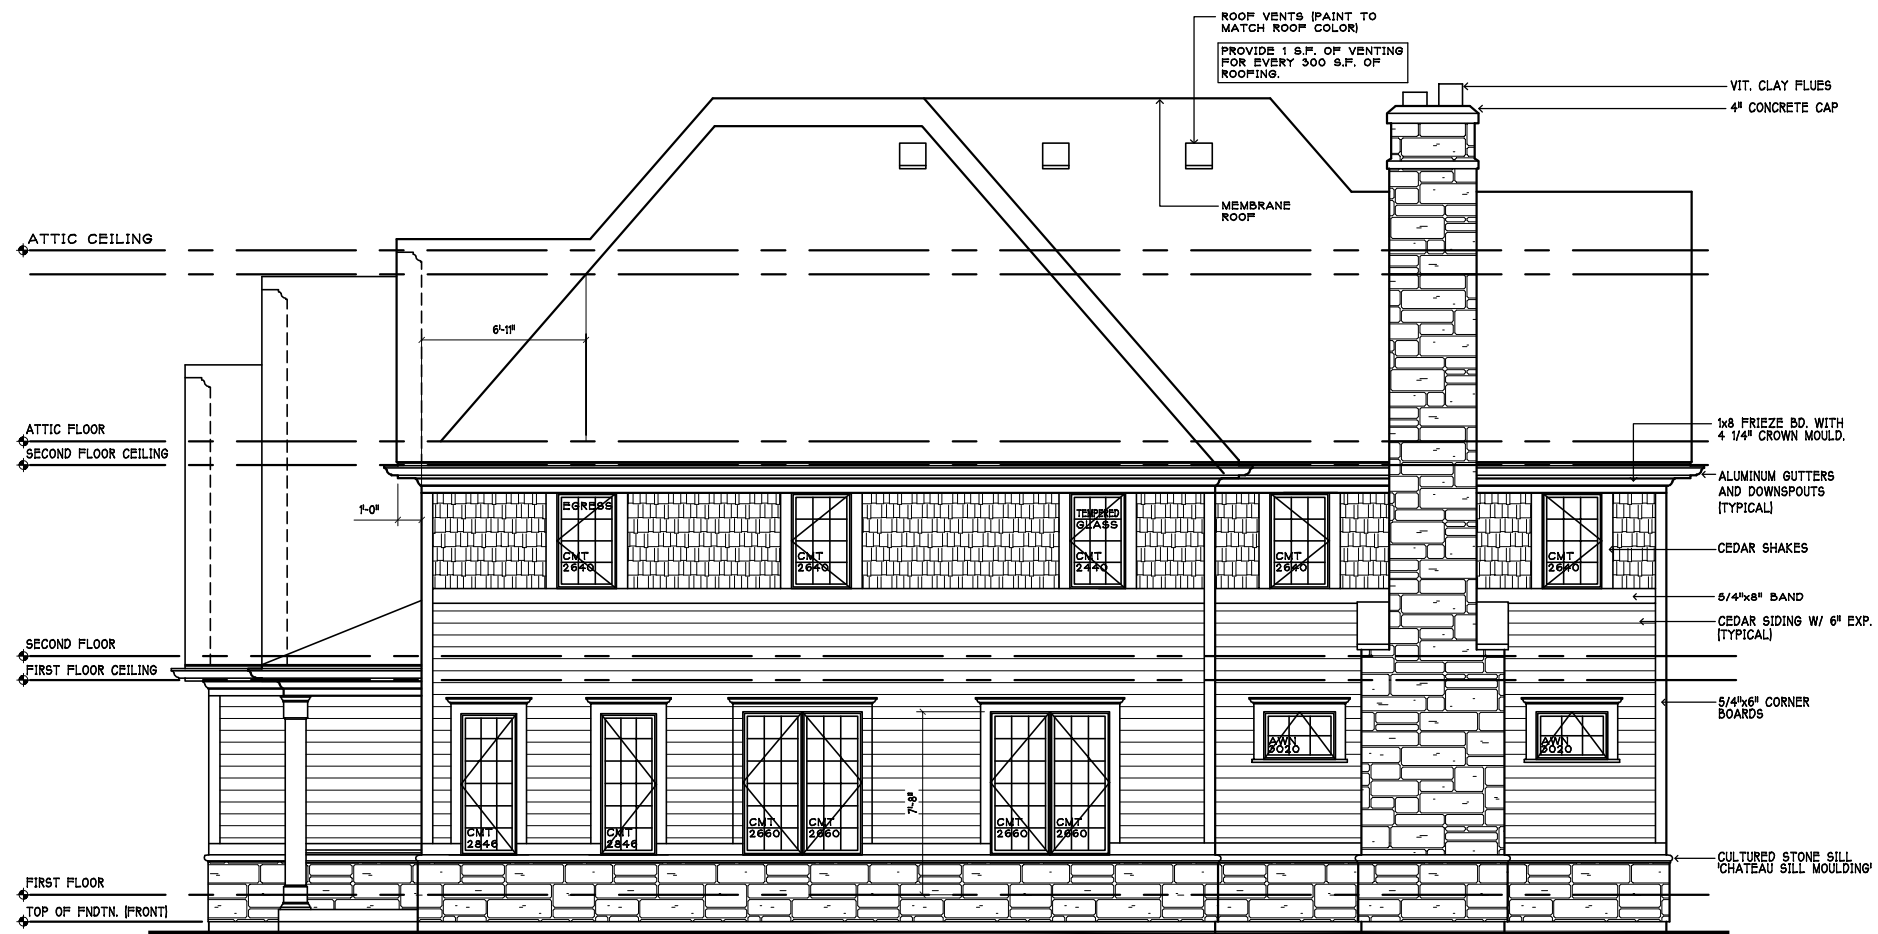 ROOF VENTS (PAINT TO
MATCH ROOF COLOR)
PROVIDE 1 S.F. OF VENTING
FOR EVERY 300 S.F. OF
ROOFING.
VIT. CLAY FLUES
4" CONCRETE CAP
MEMBRANE
ROOF
ATTIC CEILING
6'-11"
ATTIC FLOOR
SECOND FLOOR CEILING
1x8 FRIEZE BD. WITH
4 1/4" CROWN MOULD.
ALUMINUM GUTTERS
AND DOWNSPOUTS
(TYPICAL)
1'-0"
EGRESS
CMT
2640
CMT
2640
TEMPERED
GLASS
CMT
2440
CMT
2640
CMT
2640
CEDAR SHAKES
5/4"x8" BAND
CEDAR SIDING W/ 6" EXP.
(TYPICAL)
SECOND FLOOR
FIRST FLOOR CEILING
5/4"x6" CORNER
BOARDS
AWN
3020
AWN
3020
7'-8"
CMT
2846
CMT
2846
CMT
2660
CMT
2660
CMT
2660
CMT
2660
CULTURED STONE SILL
'CHATEAU SILL MOULDING'
FIRST FLOOR
TOP OF FNDTN. (FRONT)